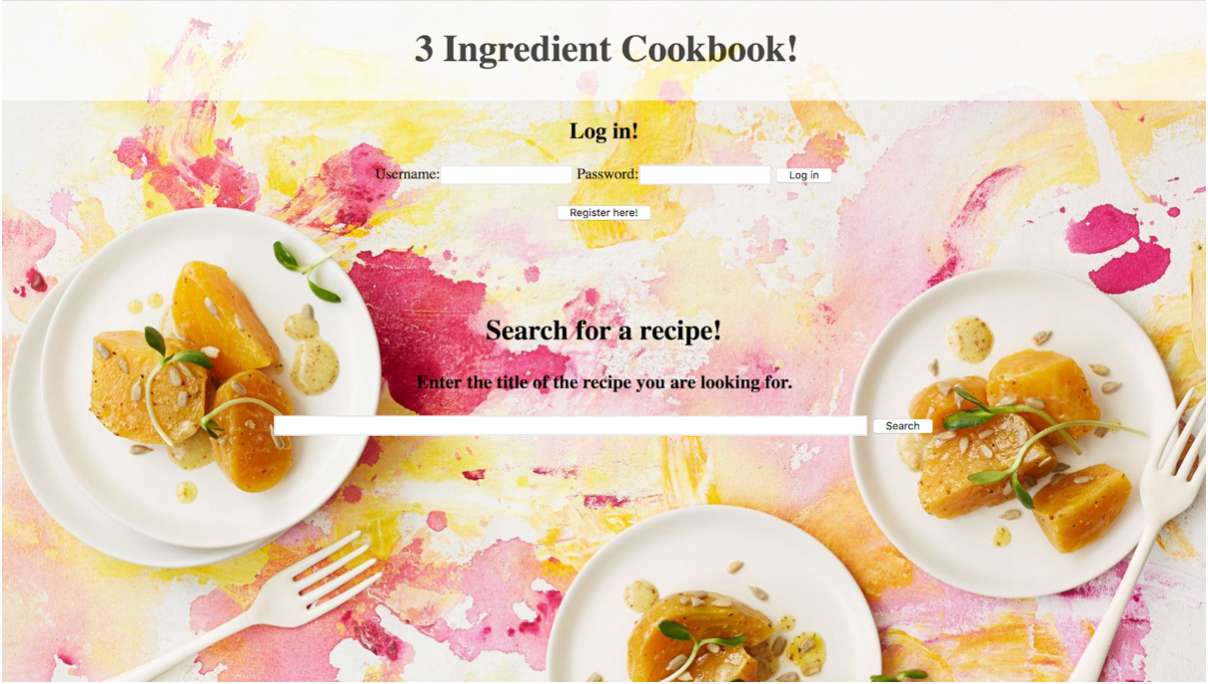 3 Ingredient Cookbook!
Log in!
Username: Password: Log in
Register here!
Search for a recipe!
Enter the title of the recipe you are looking for.
Search